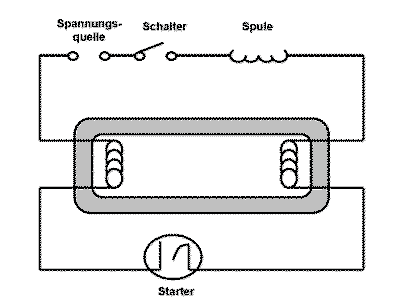 Spannungs-
quelle
Schalter
Spule
Starter